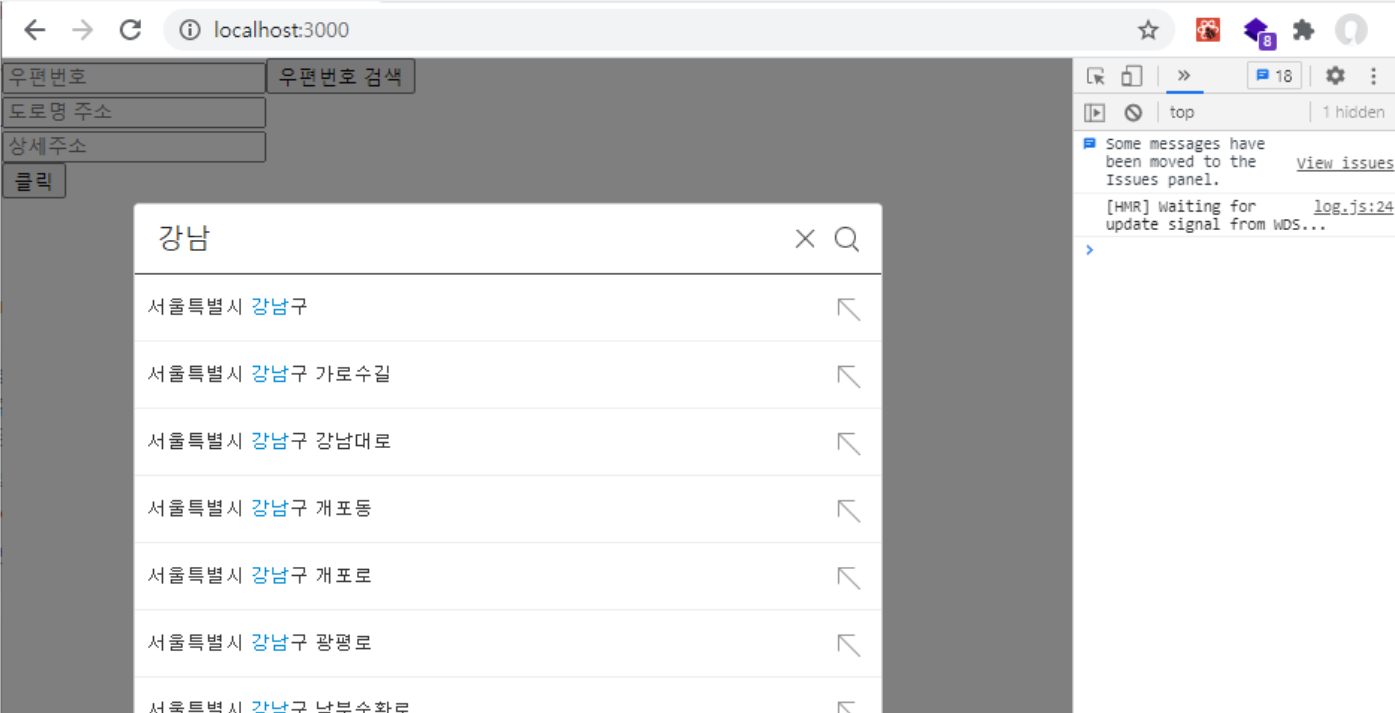 localhost:3000
8
우편번호 우편번호 검색
도로명 주소
상세주소
클릭
강남
서울특별시 강남구
서울특별시 강남구 가로수길
서울특별시 강남구 강남대로
서울특별시 강남구 개포동
서울특별시 강남구 개포로
서울특별시 강남구 광평로
서울특별시 강남구 남부순환로
» 18
top 1 hidden
Some messages have
been moved to the View issues
Issues panel.
[HMR] Waiting for log.js:24
update signal from WDS...